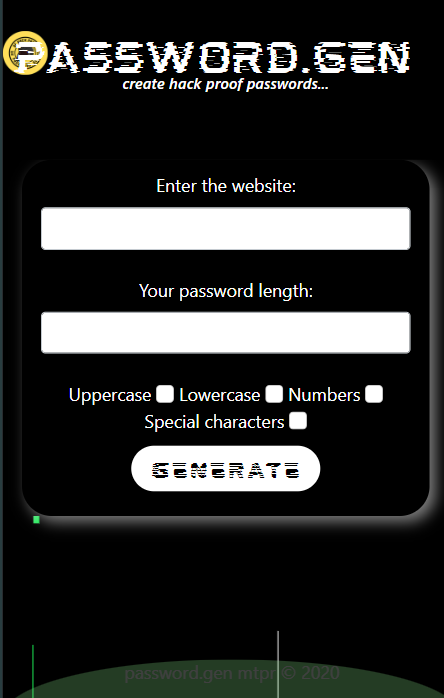 PASSWORD.GEN
create hack proof passwords...
Enter the website:
Your password length:
Uppercase Lowercase Numbers
Special characters
GENERATE
password.gen mtpr © 2020